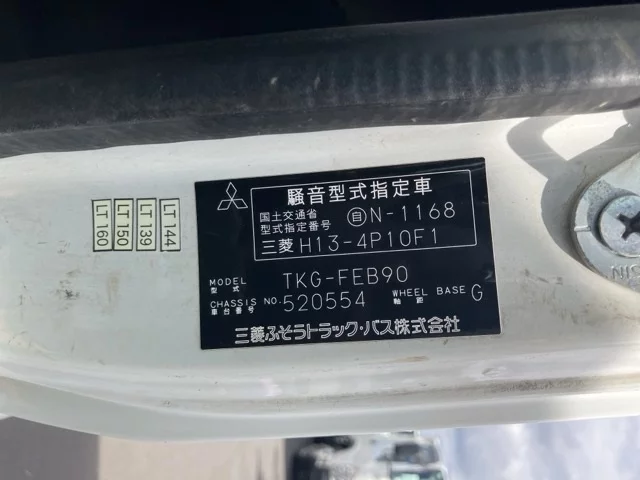 騒音型式指定車
国土交通省
型式指定番号 自N-1168
三菱 H13-4P10F1
MODEL
型式 TKG-FEB90
CHASSIS NO.
車台番号 520554 WHEEL BASE
軸距 G
三菱ふそうトラック・バス株式会社
LT160
LT150
LT139
LT144